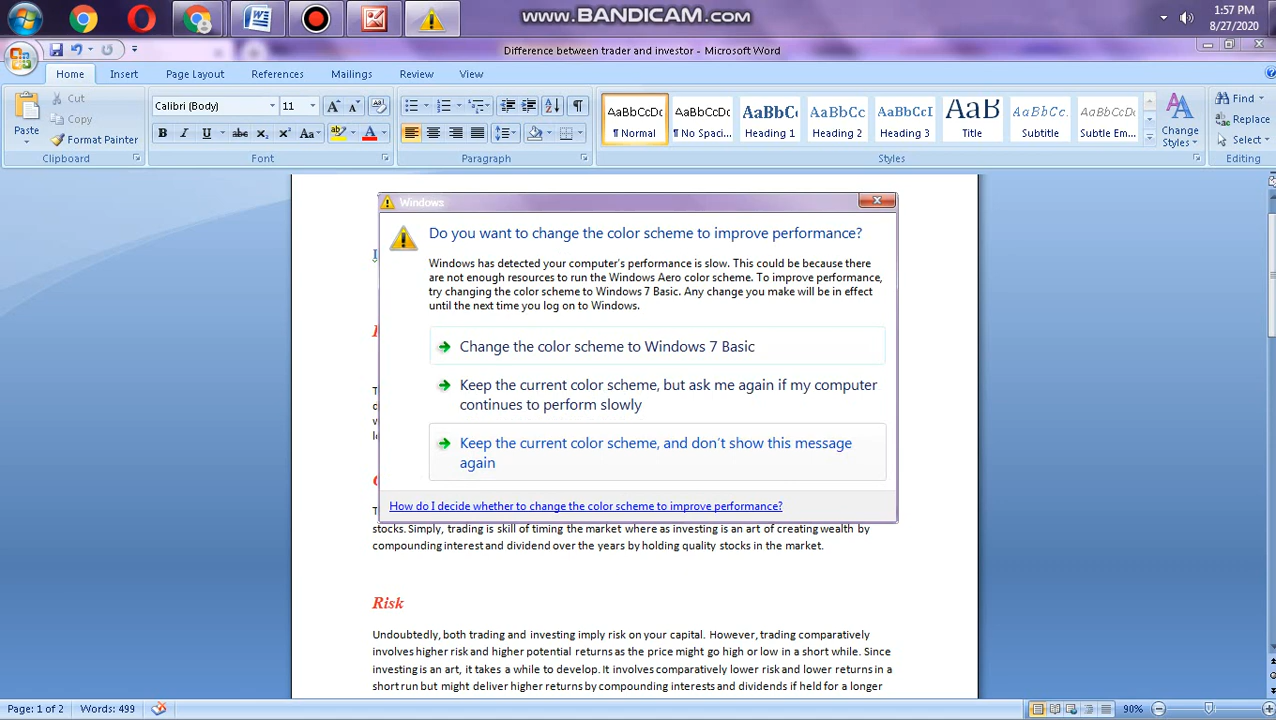 www.BANDICAM.com
1:57 PM
8/27/2020
Difference between trader and investor - Microsoft Word
Home Insert Page Layout References Mailings Review View
Paste
Cut
Copy
Format Painter
Clipboard
Calibri (Body) 11
B I U abc x₂ x² Aa
Font
Paragraph
AaBbCcDc AaBbCcDc AaBbCc AaBbCc AaBbCcI AaB AaBbCc AaBbCcDc
¶ Normal ¶ No Spaci... Heading 1 Heading 2 Heading 3 Title Subtitle Subtle Em...
Change
Styles
Styles
Find
Replace
Select
Editing
Windows
Do you want to change the color scheme to improve performance?
Windows has detected your computer's performance is slow. This could be because there
are not enough resources to run the Windows Aero color scheme. To improve performance,
try changing the color scheme to Windows 7 Basic. Any change you make will be in effect
until the next time you log on to Windows.
Change the color scheme to Windows 7 Basic
Keep the current color scheme, but ask me again if my computer
continues to perform slowly
Keep the current color scheme, and don't show this message
again
How do I decide whether to change the color scheme to improve performance?
stocks. Simply, trading is skill of timing the market where as investing is an art of creating wealth by
compounding interest and dividend over the years by holding quality stocks in the market.
Risk
Undoubtedly, both trading and investing imply risk on your capital. However, trading comparatively
involves higher risk and higher potential returns as the price might go high or low in a short while. Since
investing is an art, it takes a while to develop. It involves comparatively lower risk and lower returns in a
short run but might deliver higher returns by compounding interests and dividends if held for a longer
Page: 1 of 2 Words: 499
90%